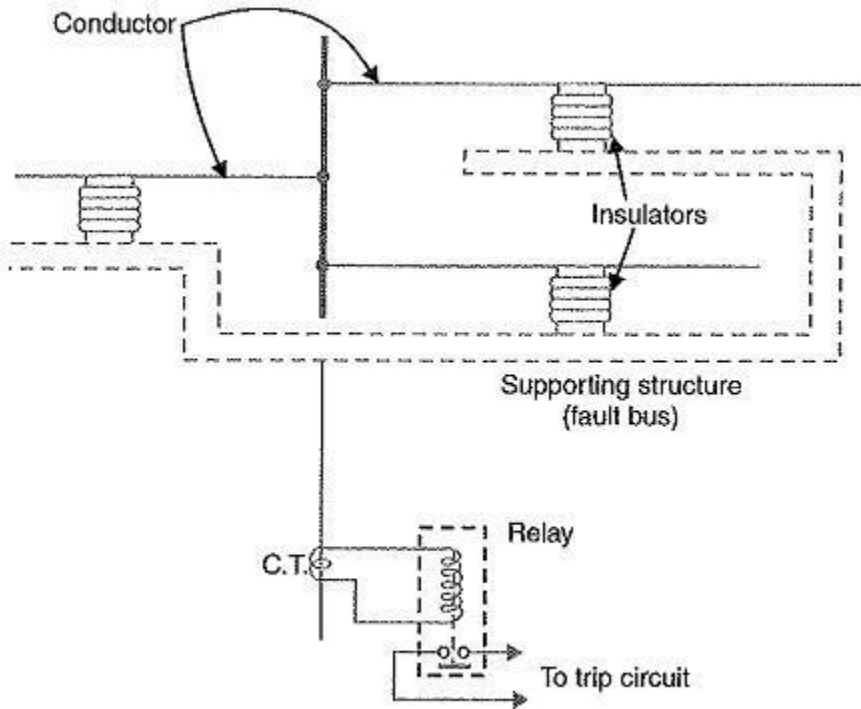 Conductor
Insulators
Supporting structure
(fault bus)
Relay
C.T.
To trip circuit